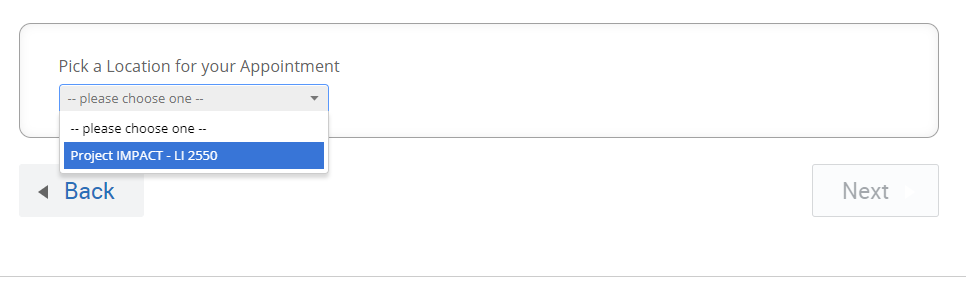 Pick a Location for your Appointment
-- please choose one --
-- please choose one --
Project IMPACT - LI 2550
Back
Next